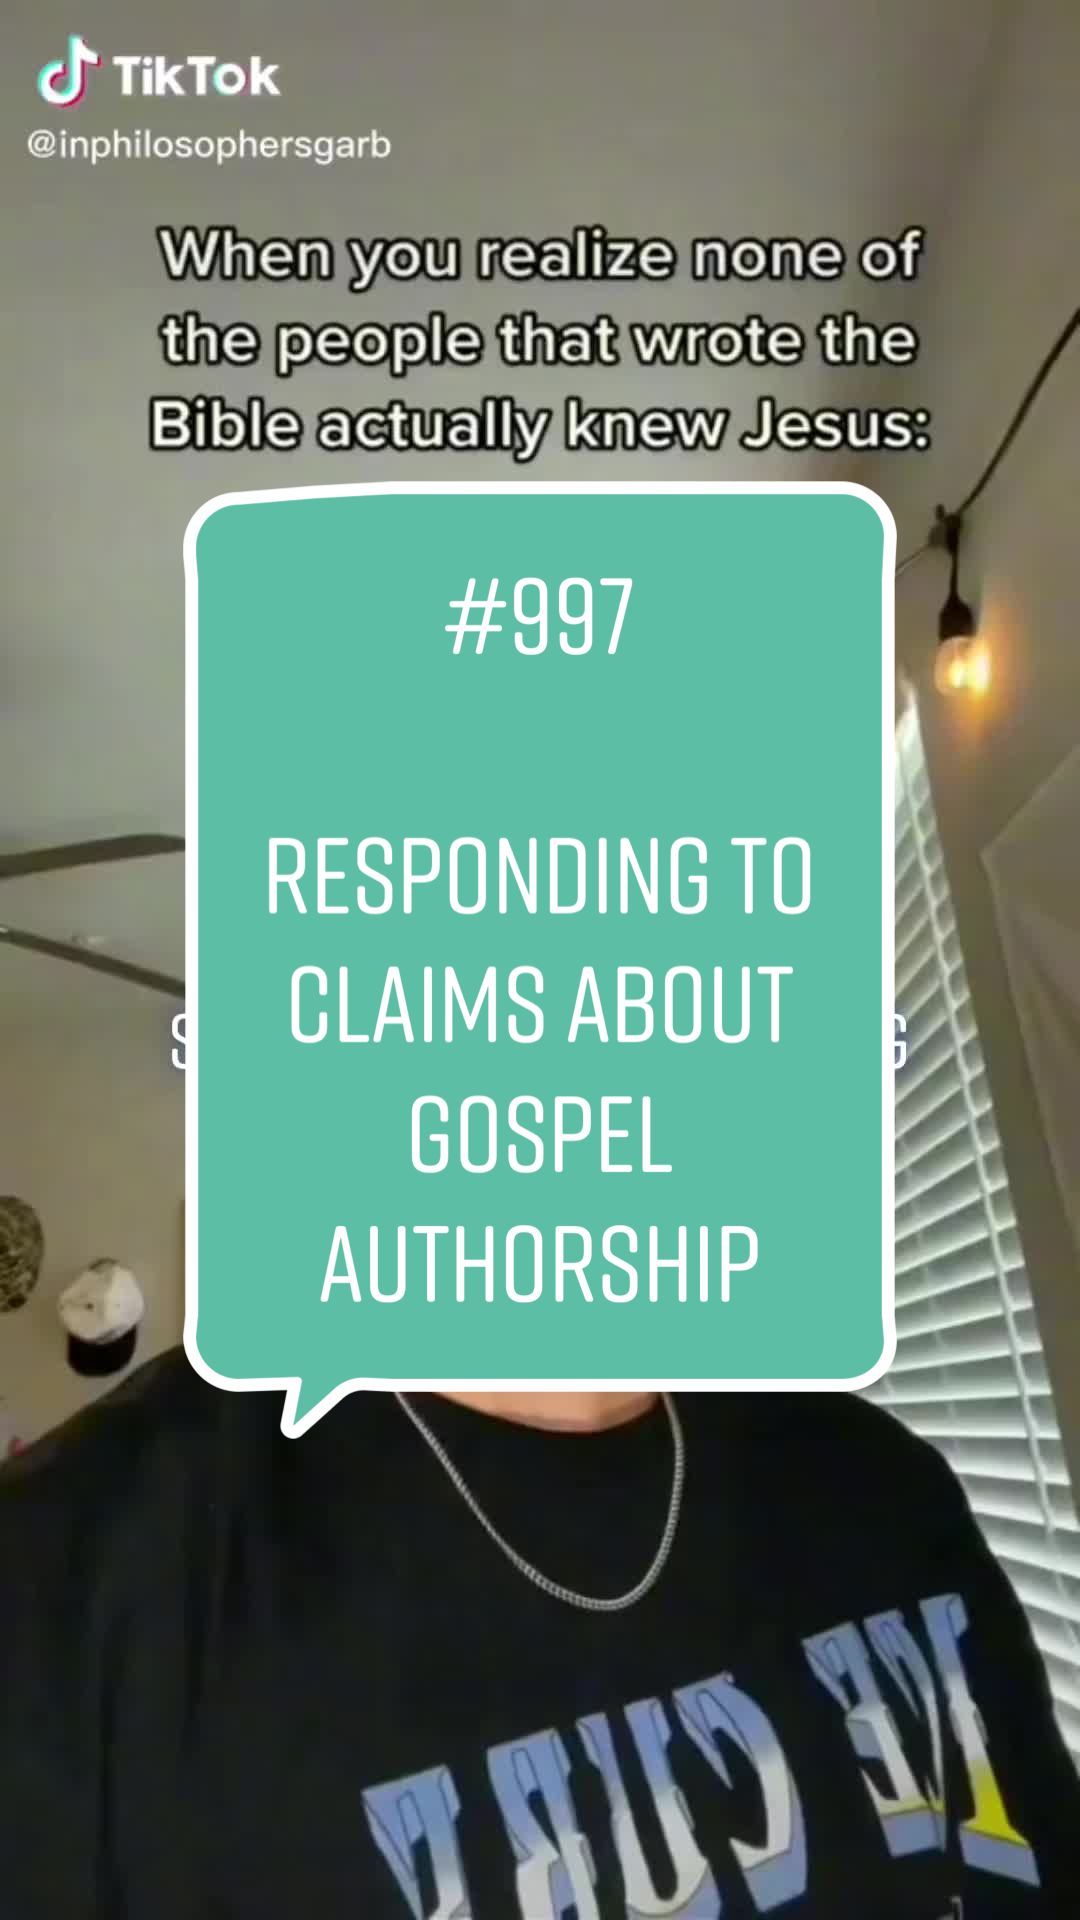 TikTok
@inphilosophersgarb
When you realize none of
the people that wrote the
Bible actually knew Jesus:
#997
RESPONDING TO
CLAIMS ABOUT
GOSPEL
AUTHORSHIP